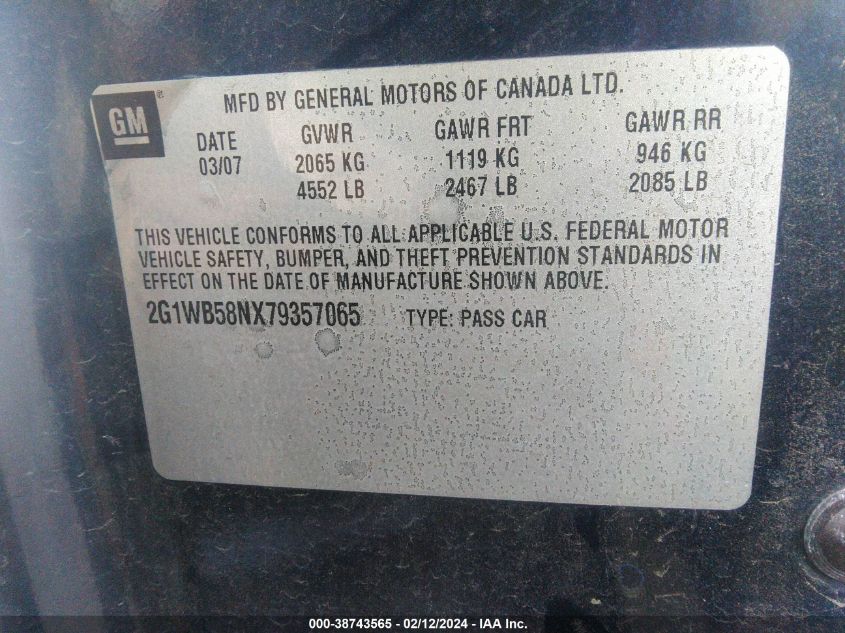 MFD BY GENERAL MOTORS OF CANADA LTD.
GM ®
DATE GVWR GAWR FRT GAWR RR
03/07 2065 KG 1119 KG 946 KG
4552 LB 2467 LB 2085 LB
THIS VEHICLE CONFORMS TO ALL APPLICABLE U.S. FEDERAL MOTOR
VEHICLE SAFETY, BUMPER, AND THEFT PREVENTION STANDARDS IN
EFFECT ON THE DATE OF MANUFACTURE SHOWN ABOVE.
2G1WB58NX79357065 TYPE: PASS CAR
000-38743565 - 02/12/2024 - IAA Inc.